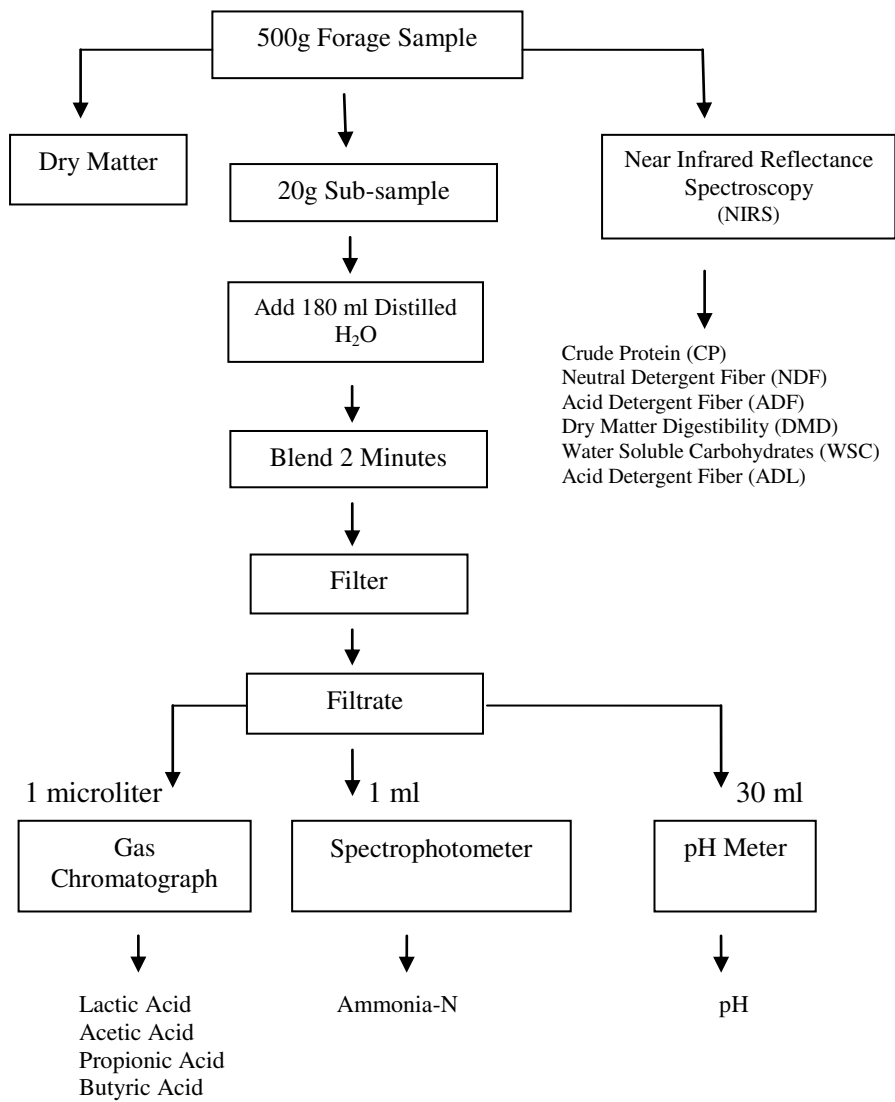 500g Forage Sample
Dry Matter
20g Sub-sample
Near Infrared Reflectance
Spectroscopy
(NIRS)
Add 180 ml Distilled
H₂O
Crude Protein (CP)
Neutral Detergent Fiber (NDF)
Acid Detergent Fiber (ADF)
Dry Matter Digestibility (DMD)
Water Soluble Carbohydrates (WSC)
Acid Detergent Fiber (ADL)
Blend 2 Minutes
Filter
Filtrate
1 microliter
Gas
Chromatograph
Lactic Acid
Acetic Acid
Propionic Acid
Butyric Acid
1 ml
Spectrophotometer
Ammonia-N
30 ml
pH Meter
pH